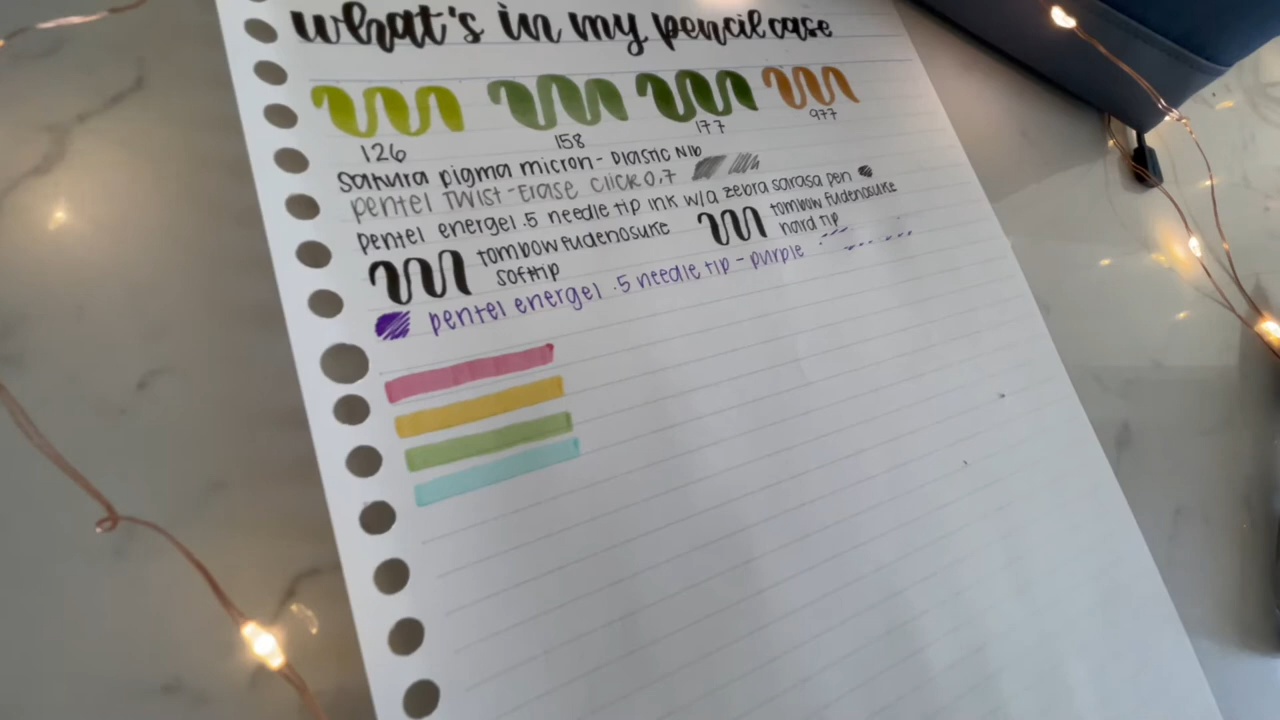 what's in my pencil case
126 158 177 977
sakura pigma micron - plastic nib
pentel twist-erase click 0.7
pentel energel .5 needle tip ink w/a zebra sarasa pen
tombow fudenosuke softtip
tombow fudenosuke hard tip
pentel energel .5 needle tip - purple